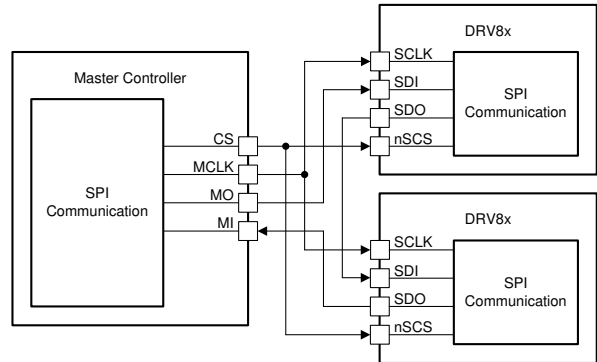 Master Controller
SPI
Communication
CS
MCLK
MO
MI
DRV8x
SCLK
SDI
SDO
nSCS
SPI
Communication
DRV8x
SCLK
SDI
SDO
nSCS
SPI
Communication